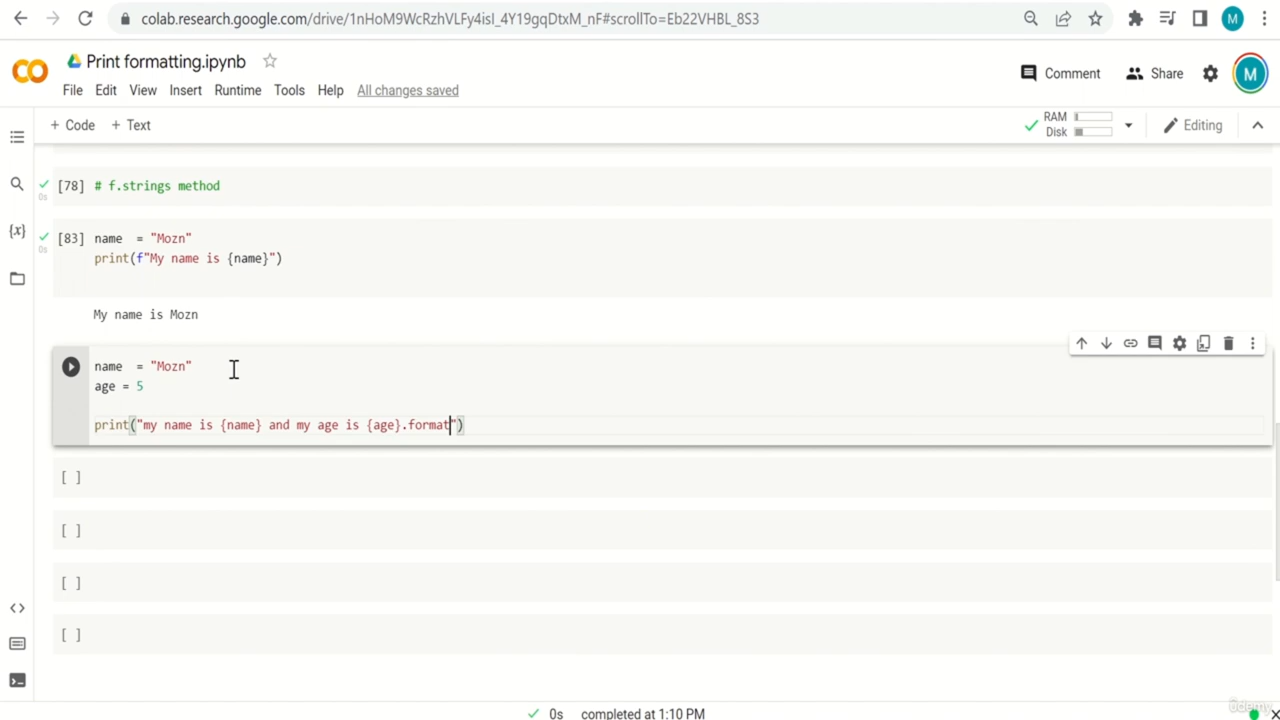 colab.research.google.com/drive/1nHoM9WcRzhVLFy4isI_4Y19gqDtxM_nF#scrollTo=Eb22VHBL_8S3
M
CO
Print formatting.ipynb
Comment
Share
M
File Edit View Insert Runtime Tools Help All changes saved
+ Code + Text
RAM
Disk
Editing
[78] # f.strings method
0s
{x}
[83] name = "Mozn"
0s
print(f"My name is {name}")
My name is Mozn
name = "Mozn"
age = 5
print("my name is {name} and my age is {age}.format")
[ ]
[ ]
[ ]
[ ]
0s completed at 1:10 PM
ûdemy